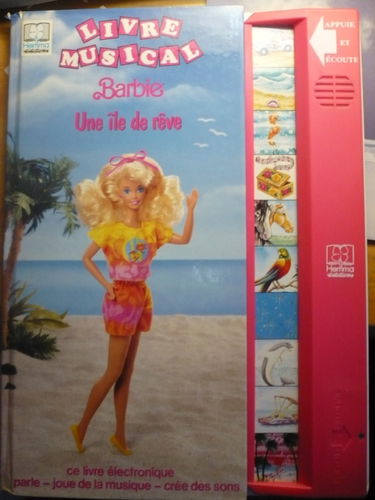 LIVRE
MUSICAL
Hemma
Barbie
Une île de rêve
ce livre électronique
parle – joue de la musique – crée des sons
APPUIE
ET
ÉCOUTE
Hemma